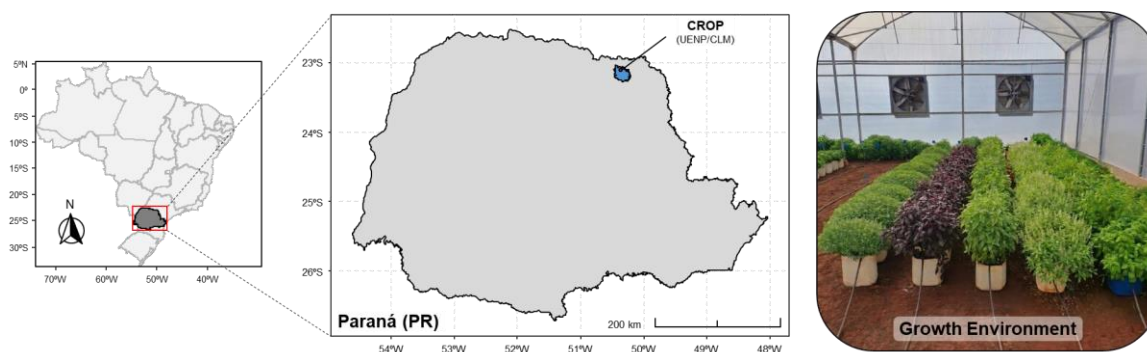 5°N
0°
5°S
10°S
15°S
20°S
25°S
30°S
70°W
60°W
50°W
40°W
N
CROP
(UENP/CLM)
23°S
24°S
25°S
26°S
54°W
53°W
52°W
51°W
50°W
49°W
48°W
Paraná (PR)
200 km
Growth Environment